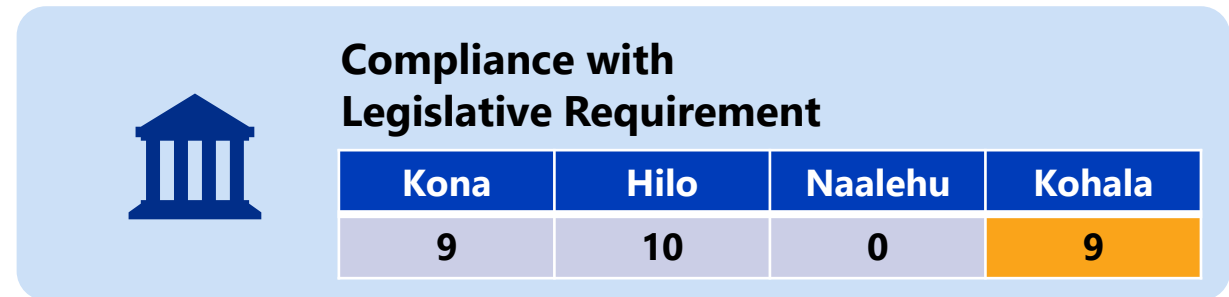 Compliance with
Legislative Requirement
Kona Hilo Naalehu Kohala
9 10 0 9